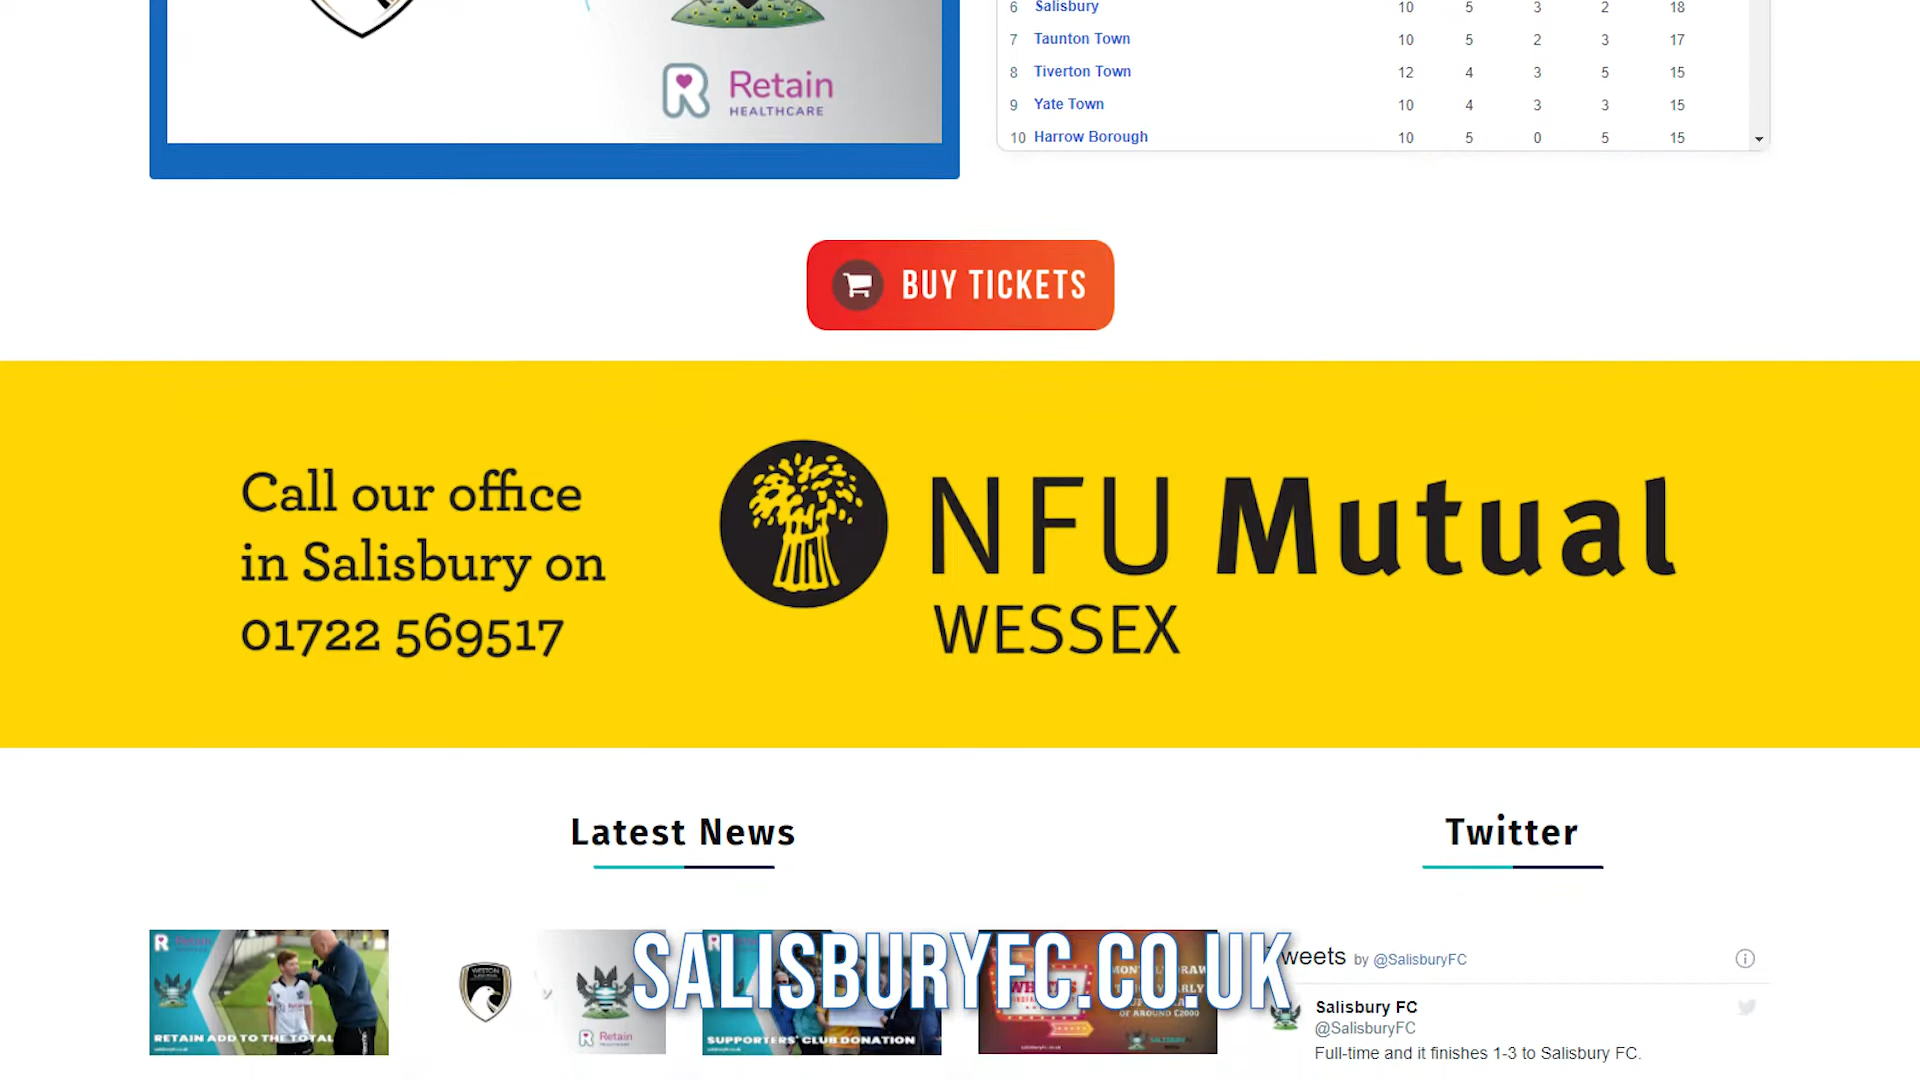 Retain
HEALTHCARE
6 Salisbury 10 5 3 2 18
7 Taunton Town 10 5 2 3 17
8 Tiverton Town 12 4 3 5 15
9 Yate Town 10 4 3 3 15
10 Harrow Borough 10 5 0 5 15
BUY TICKETS
Call our office
in Salisbury on
01722 569517
NFU Mutual
WESSEX
Latest News
Twitter
RETAIN ADD TO THE TOTAL
Retain
SUPPORTERS' CLUB DONATION
OF AROUND £2000
SALISBURYFC.CO.UK
Tweets by @SalisburyFC
Salisbury FC
@SalisburyFC
Full-time and it finishes 1-3 to Salisbury FC.